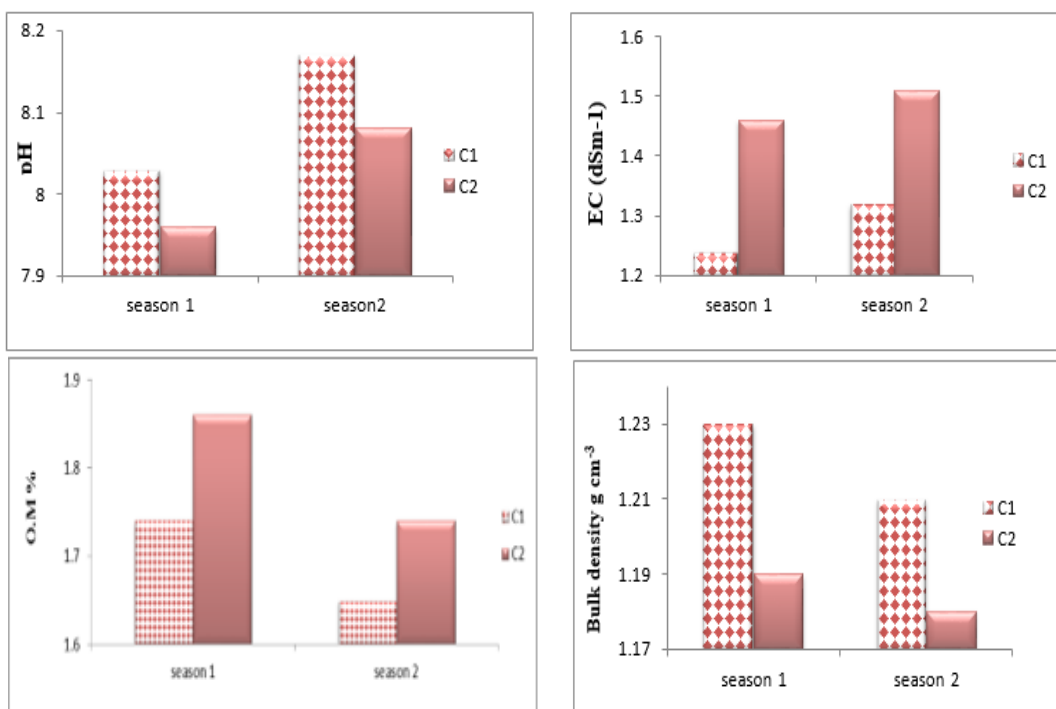 8.2
8.1
8
7.9
pH
season 1
season2
C1
C2
1.6
1.5
1.4
1.3
1.2
EC (dSm-1)
season 1
season 2
C1
C2
1.9
1.8
1.7
1.6
O.M %
season 1
season 2
C1
C2
1.23
1.21
1.19
1.17
Bulk density g cm⁻³
season 1
season 2
C1
C2